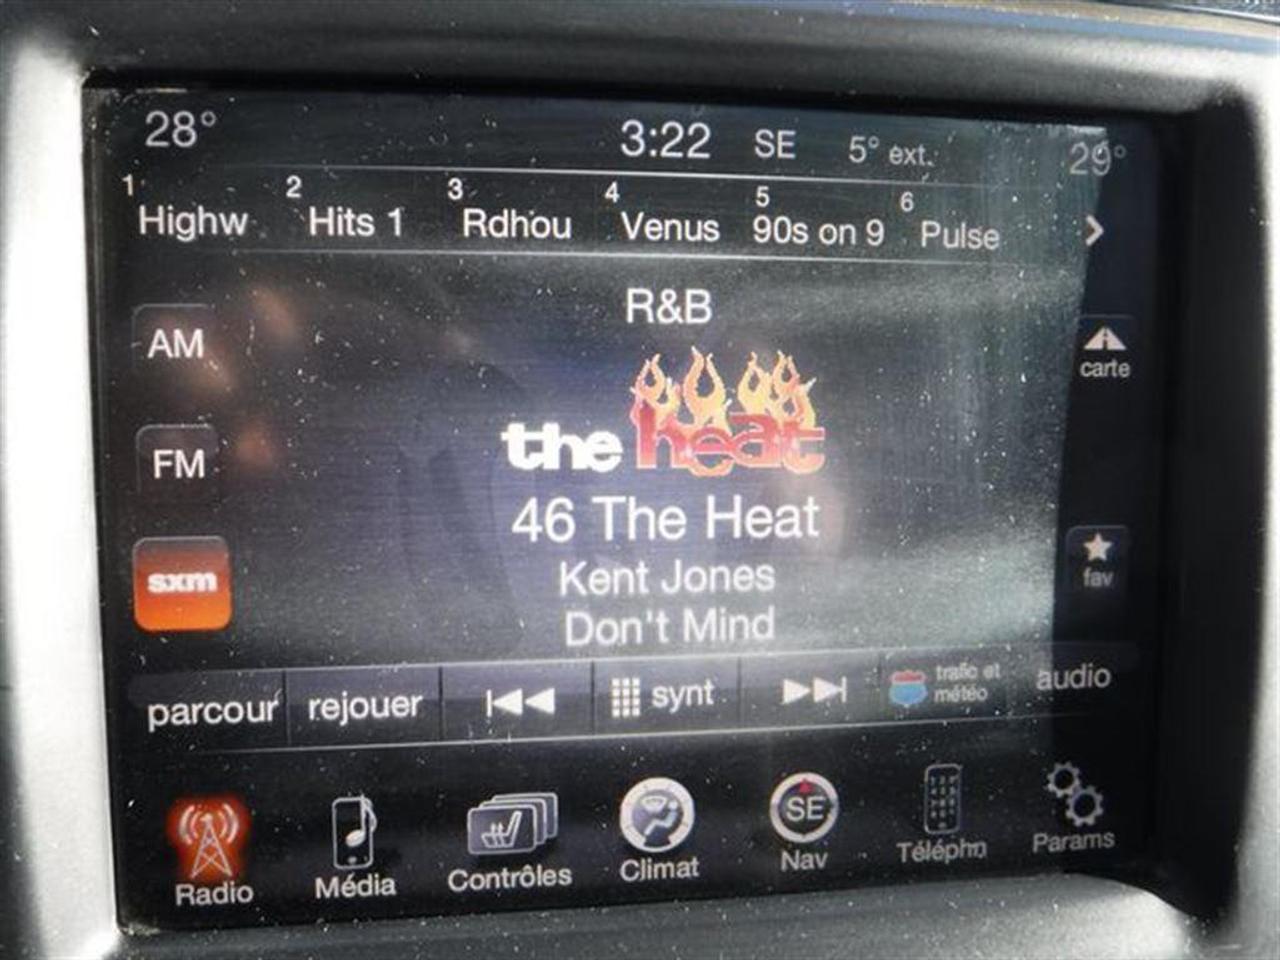 28° 3:22 SE 5° ext. 29°
1 2 3 4 5 6
Highw Hits 1 Rdhou Venus 90s on 9 Pulse
R&B
AM
carte
the heat
FM
46 The Heat
sxm
Kent Jones
fav
Don't Mind
parcour rejouer synt trafic et météo audio
SE
Radio Média Contrôles Climat Nav Télépho Params